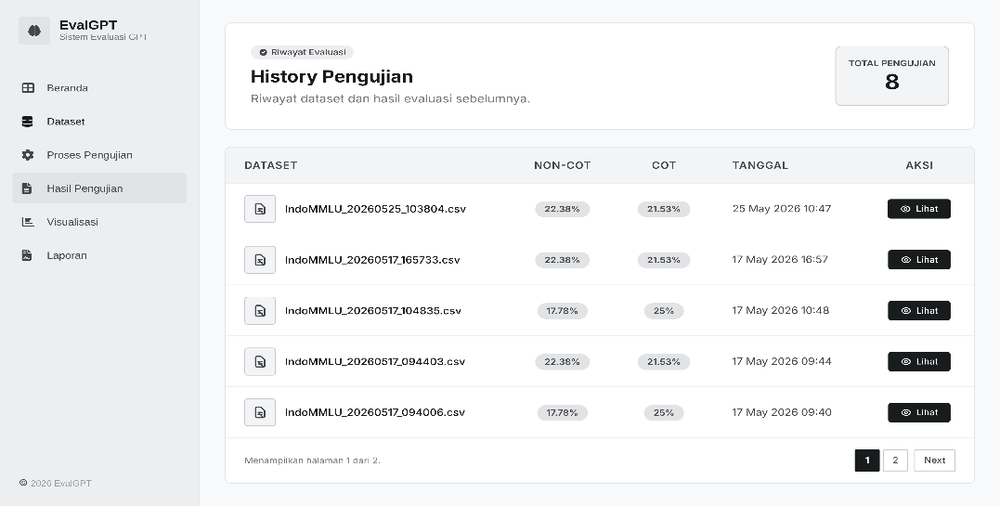 EvalGPT
Sistem Evaluasi GPT
Beranda
Dataset
Proses Pengujian
Hasil Pengujian
Visualisasi
Laporan
© 2026 EvalGPT
Riwayat Evaluasi
History Pengujian
Riwayat dataset dan hasil evaluasi sebelumnya.
TOTAL PENGUJIAN
8
DATASET NON-COT COT TANGGAL AKSI
IndoMMLU_20260525_103804.csv 22.38% 21.53% 25 May 2026 10:47 Lihat
IndoMMLU_20260517_165733.csv 22.38% 21.53% 17 May 2026 16:57 Lihat
IndoMMLU_20260517_104835.csv 17.78% 25% 17 May 2026 10:48 Lihat
IndoMMLU_20260517_094403.csv 22.38% 21.53% 17 May 2026 09:44 Lihat
IndoMMLU_20260517_094006.csv 17.78% 25% 17 May 2026 09:40 Lihat
Menampilkan halaman 1 dari 2. 1 2 Next